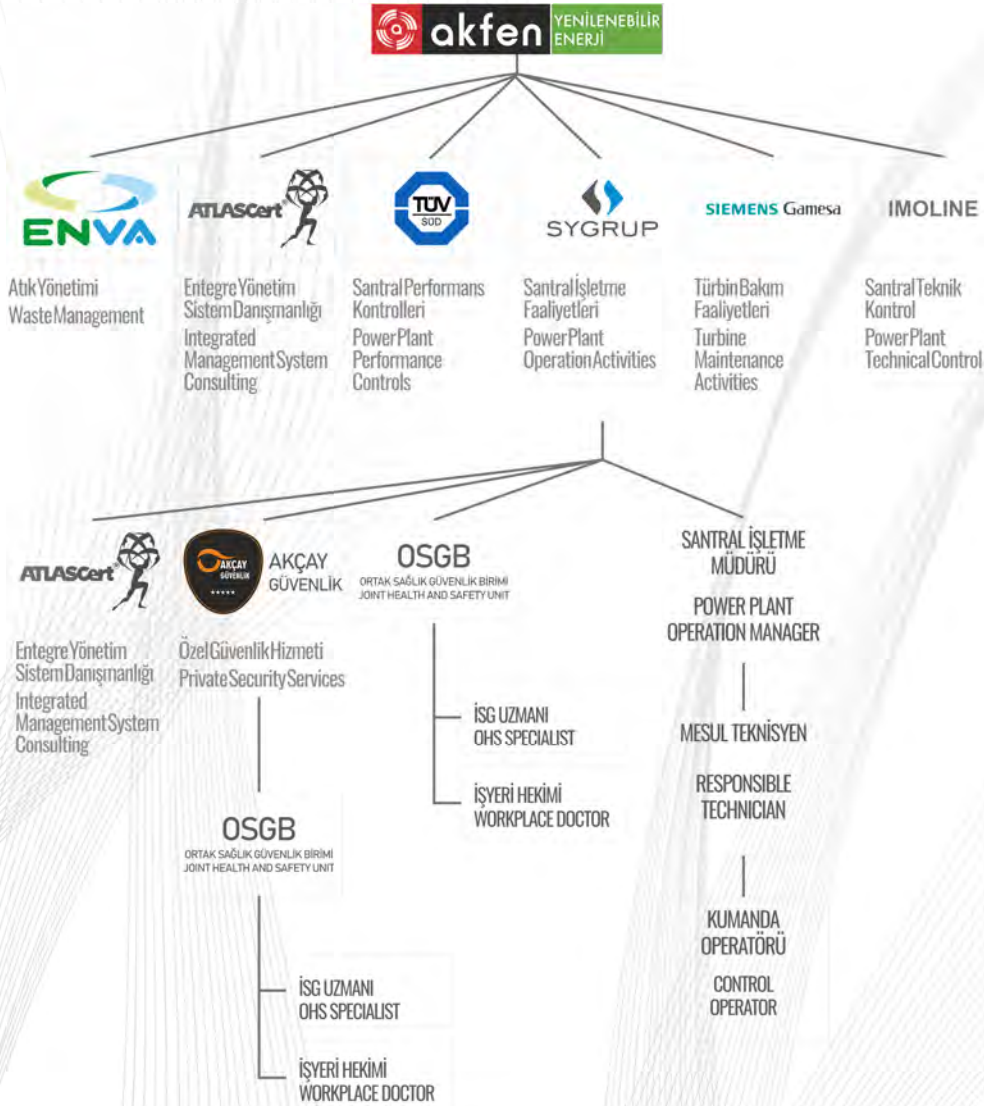 akfen YENİLENEBİLİR
ENERJİ
ENVA
Atık Yönetimi
Waste Management
ATLASCert®
Entegre Yönetim
Sistem Danışmanlığı
Integrated
Management System
Consulting
TÜV
SÜD
Santral Performans
Kontrolleri
Power Plant
Performance
Controls
SYGRUP
Santral İşletme
Faaliyetleri
Power Plant
Operation Activities
SIEMENS Gamesa
Türbin Bakım
Faaliyetleri
Turbine
Maintenance
Activities
IMOLINE
Santral Teknik
Kontrol
Power Plant
Technical Control
ATLASCert®
Entegre Yönetim
Sistem Danışmanlığı
Integrated
Management System
Consulting
AKÇAY
GÜVENLİK
AKÇAY
GÜVENLİK
Özel Güvenlik Hizmeti
Private Security Services
OSGB
ORTAK SAĞLIK GÜVENLİK BİRİMİ
JOINT HEALTH AND SAFETY UNIT
İSG UZMANI
OHS SPECIALIST
İŞYERİ HEKİMİ
WORKPLACE DOCTOR
OSGB
ORTAK SAĞLIK GÜVENLİK BİRİMİ
JOINT HEALTH AND SAFETY UNIT
İSG UZMANI
OHS SPECIALIST
İŞYERİ HEKİMİ
WORKPLACE DOCTOR
SANTRAL İŞLETME
MÜDÜRÜ
POWER PLANT
OPERATION MANAGER
MESUL TEKNİSYEN
RESPONSIBLE
TECHNICIAN
KUMANDA
OPERATÖRÜ
CONTROL
OPERATOR